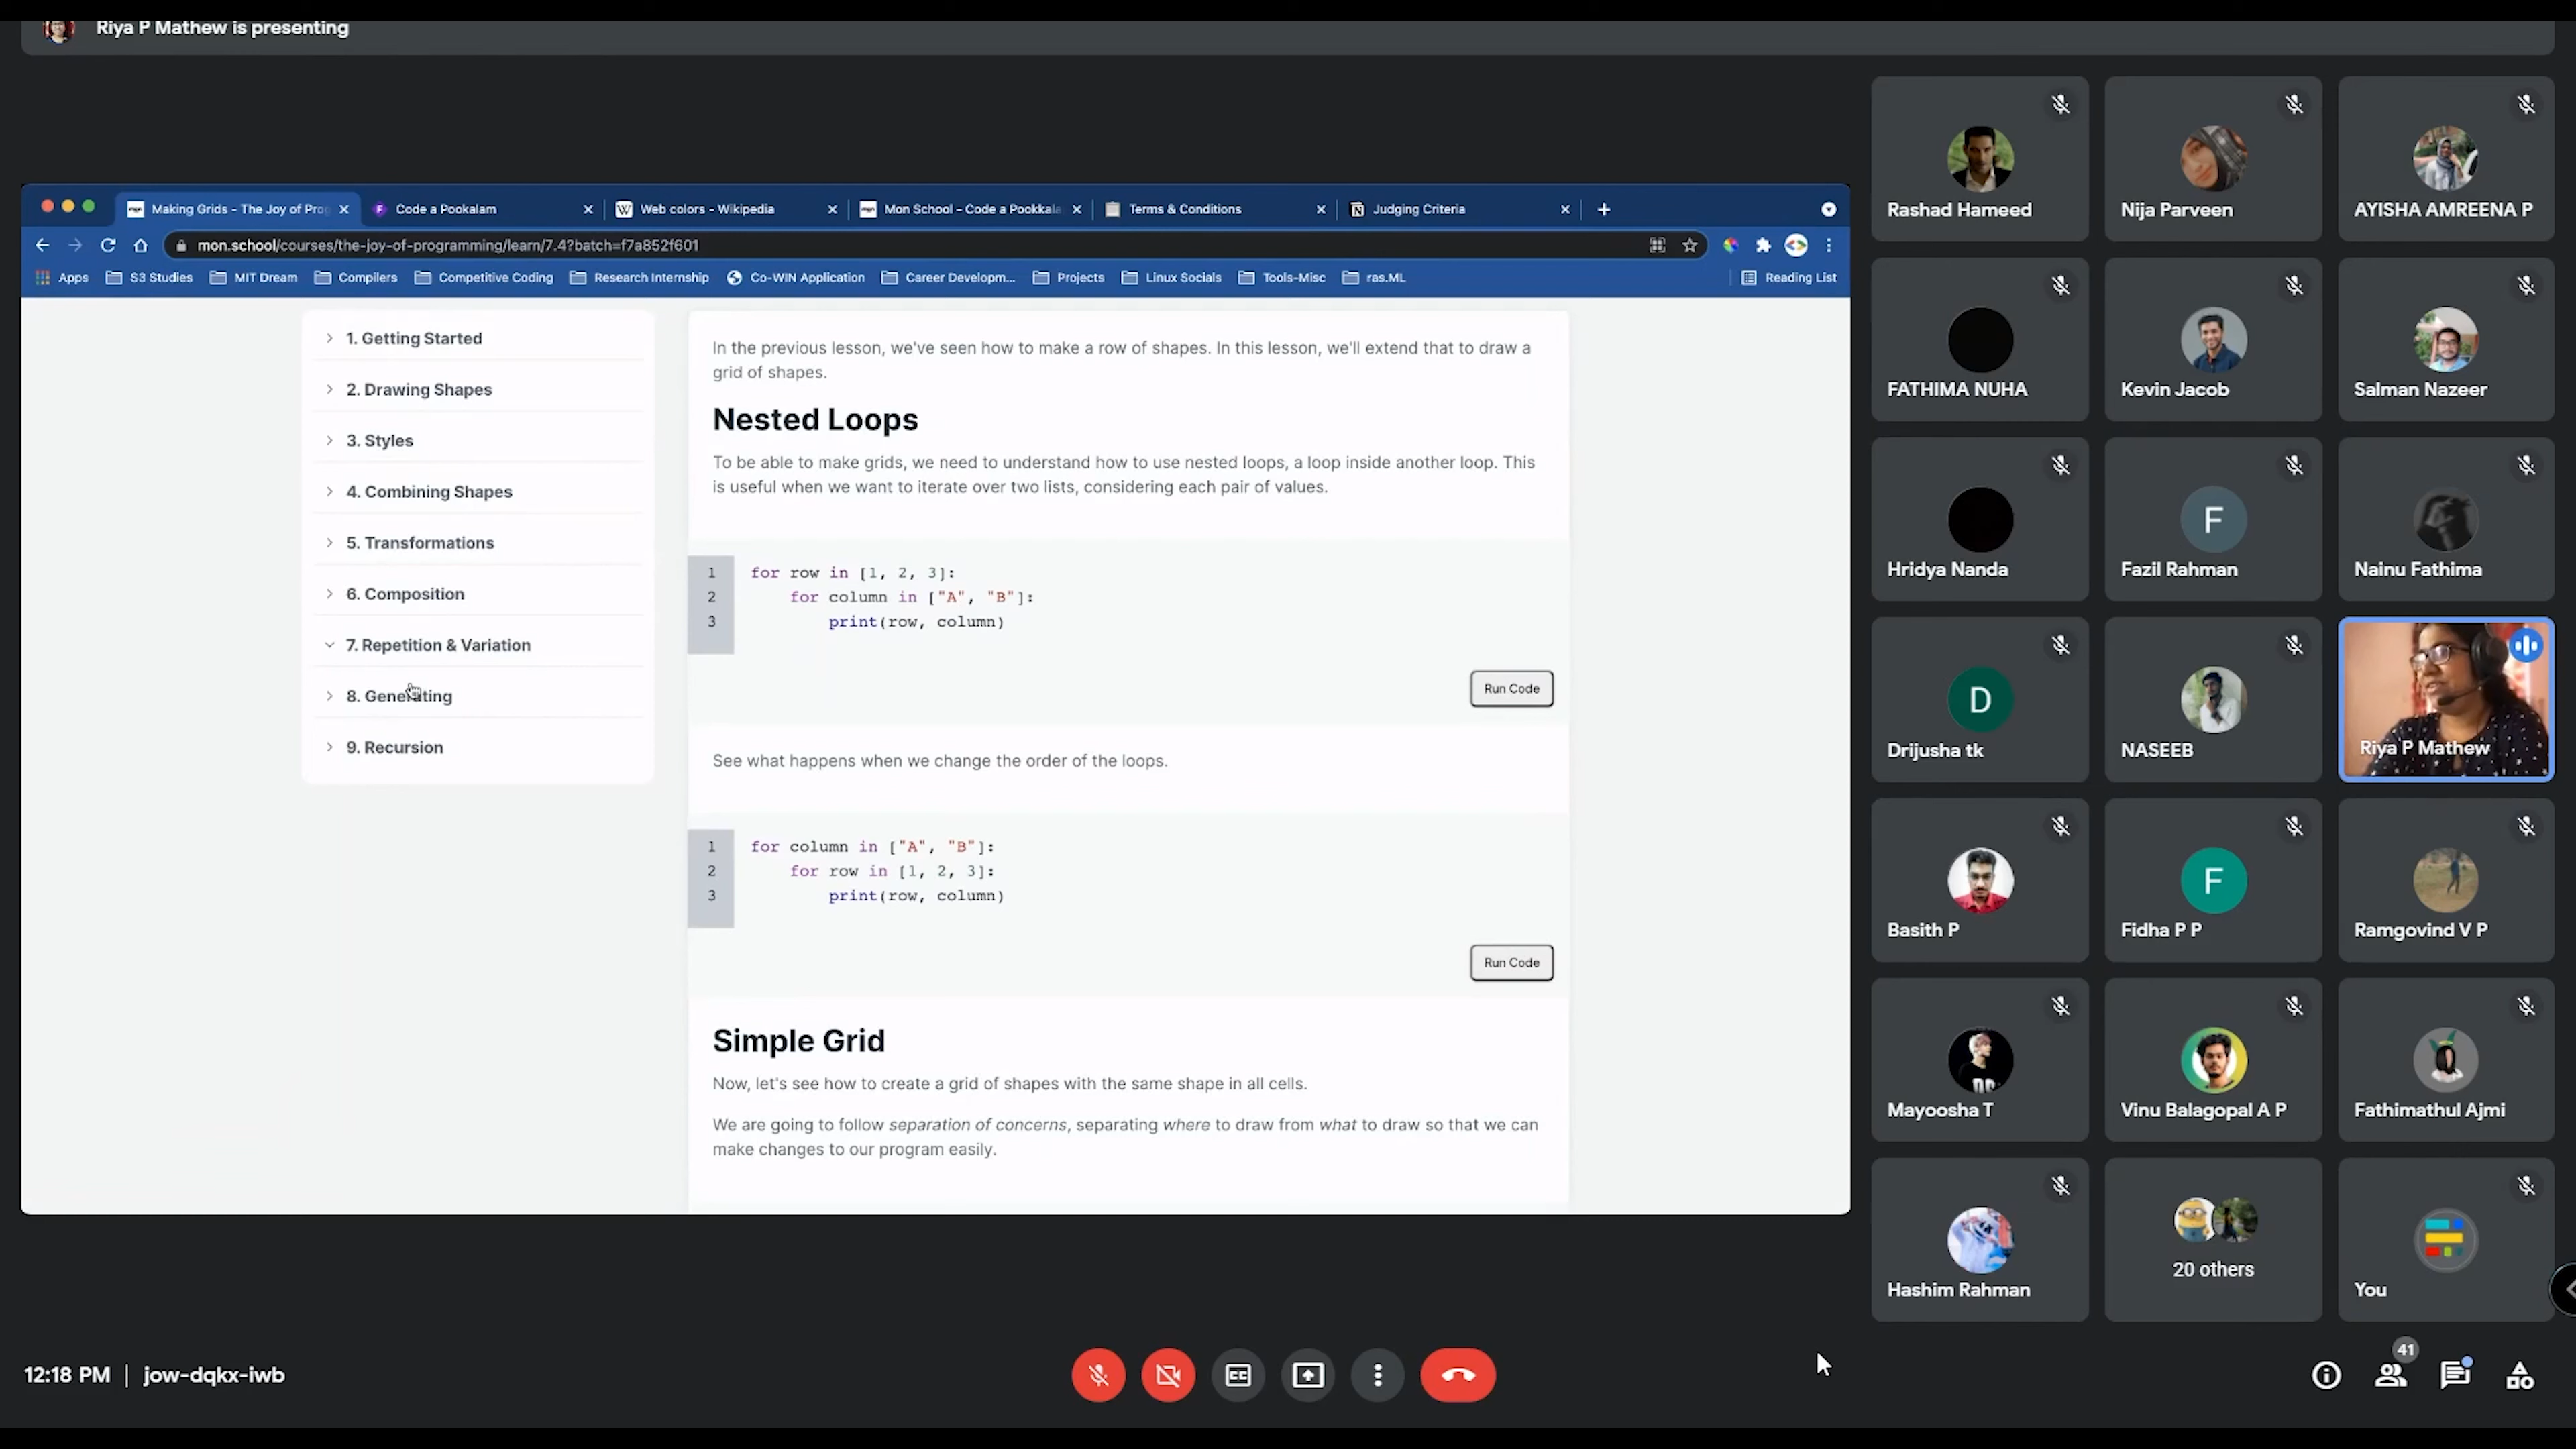 Riya P Mathew is presenting
Making Grids - The Joy of Prog
Code a Pookalam
Web colors - Wikipedia
Mon School - Code a Pookkala
Terms & Conditions
Judging Criteria
mon.school/courses/the-joy-of-programming/learn/7.4?batch=f7a852f601
Apps
S3 Studies
MIT Dream
Compilers
Competitive Coding
Research Internship
Co-WIN Application
Career Developm...
Projects
Linux Socials
Tools-Misc
ras.ML
Reading List
1. Getting Started
2. Drawing Shapes
3. Styles
4. Combining Shapes
5. Transformations
6. Composition
7. Repetition & Variation
8. Generating
9. Recursion
In the previous lesson, we've seen how to make a row of shapes. In this lesson, we'll extend that to draw a
grid of shapes.
Nested Loops
To be able to make grids, we need to understand how to use nested loops, a loop inside another loop. This
is useful when we want to iterate over two lists, considering each pair of values.
1 for row in [1, 2, 3]:
2 for column in ["A", "B"]:
3 print(row, column)
Run Code
See what happens when we change the order of the loops.
1 for column in ["A", "B"]:
2 for row in [1, 2, 3]:
3 print(row, column)
Run Code
Simple Grid
Now, let's see how to create a grid of shapes with the same shape in all cells.
We are going to follow separation of concerns, separating where to draw from what to draw so that we can
make changes to our program easily.
Rashad Hameed
Nija Parveen
AYISHA AMREENA P
FATHIMA NUHA
Kevin Jacob
Salman Nazeer
Hridya Nanda
F
Fazil Rahman
Nainu Fathima
D
Drijusha tk
NASEEB
Riya P Mathew
Basith P
F
Fidha P P
Ramgovind V P
Mayoosha T
Vinu Balagopal A P
Fathimathul Ajmi
Hashim Rahman
20 others
You
12:18 PM | jow-dqkx-iwb
CC
41